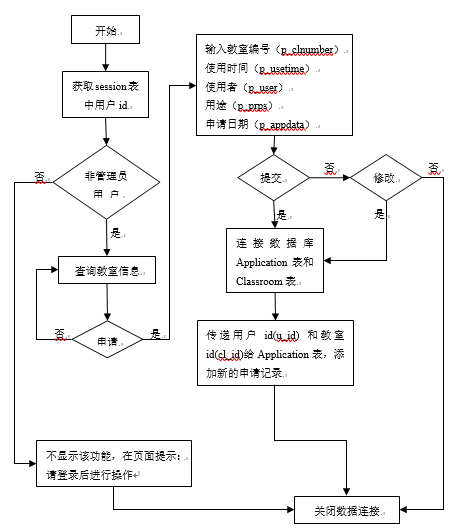 开始
获取session表
中用户id
非管理员
用户
否
是
查询教室信息
否
申请
是
输入教室编号（p_clnumber）
使用时间（p_usetime）
使用者（p_user）
用途（p_prps）
申请日期（p_appdata）
提交
否
修改
否
是
是
连接数据库
Application表和
Classroom表
传递用户id(u_id)和教室
id(cl_id)给Application表，添
加新的申请记录
不显示该功能，在页面提示：
请登录后进行操作
关闭数据连接